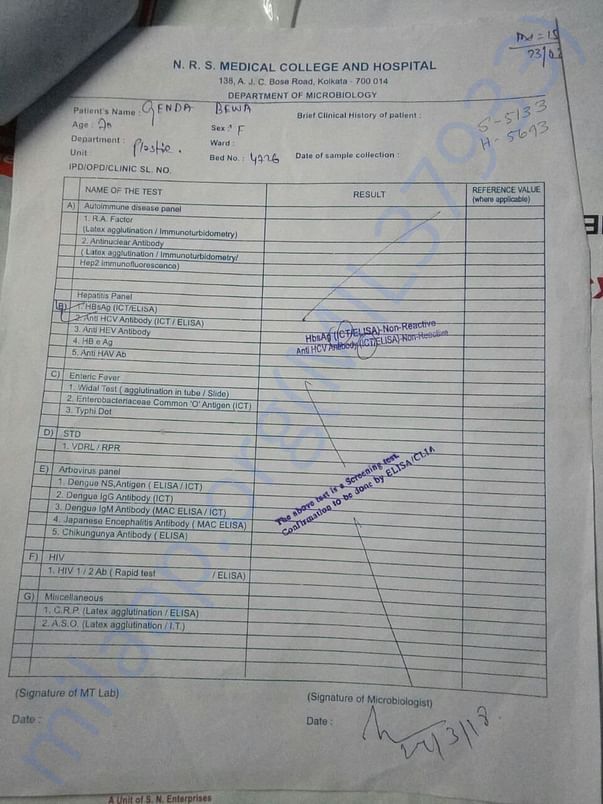 N. R. S. MEDICAL COLLEGE AND HOSPITAL
138, A. J. C. Bose Road, Kolkata - 700 014
DEPARTMENT OF MICROBIOLOGY
Patient's Name : GENDA BEWA
Brief Clinical History of patient :
S-5133
H-5693
Age :
Sex : F
Department : Plastic.
Ward :
Unit :
Bed No. : 4726
Date of sample collection :
IPD/OPD/CLINIC SL. NO.
NAME OF THE TEST RESULT REFERENCE VALUE
(where applicable)
A) Autoimmune disease panel
1. R.A. Factor
(Latex agglutination / Immunoturbidometry)
2. Antinuclear Antibody
( Latex agglutination / Immunoturbidometry/
Hep2 Immunofluorescence)
Hepatitis Panel
B) 1. HBsAg (ICT/ELISA)
2. Anti HCV Antibody (ICT / ELISA)
3. Anti HEV Antibody
4. HB e Ag
5. Anti HAV Ab
HbsAg (ICT/ELISA)-Non-Reactive
Anti HCV Antibody (ICT/ELISA)-Non-Reactive
C) Enteric Fever
1. Widal Test ( agglutination in tube / Slide)
2. Enterobacteriaceae Common 'O' Antigen (ICT)
3. Typhi Dot
D) STD
1. VDRL / RPR
The above test is a Screening test.
Confirmation to be done by ELISA/CLIA
E) Arbovirus panel
1. Dengue NS,Antigen ( ELISA / ICT)
2. Dengue IgG Antibody (ICT)
3. Dengue IgM Antibody (MAC ELISA / ICT)
4. Japanese Encephalitis Antibody ( MAC ELISA)
5. Chikungunya Antibody ( ELISA)
F) HIV
1. HIV 1 / 2 Ab ( Rapid test / ELISA)
G) Miscellaneous
1. C.R.P. (Latex agglutination / ELISA)
2. A.S.O. (Latex agglutination / I.T.)
(Signature of MT Lab)
(Signature of Microbiologist)
Date :
Date :
A Unit of S. N. Enterprises
milaap.org(MIL37933)